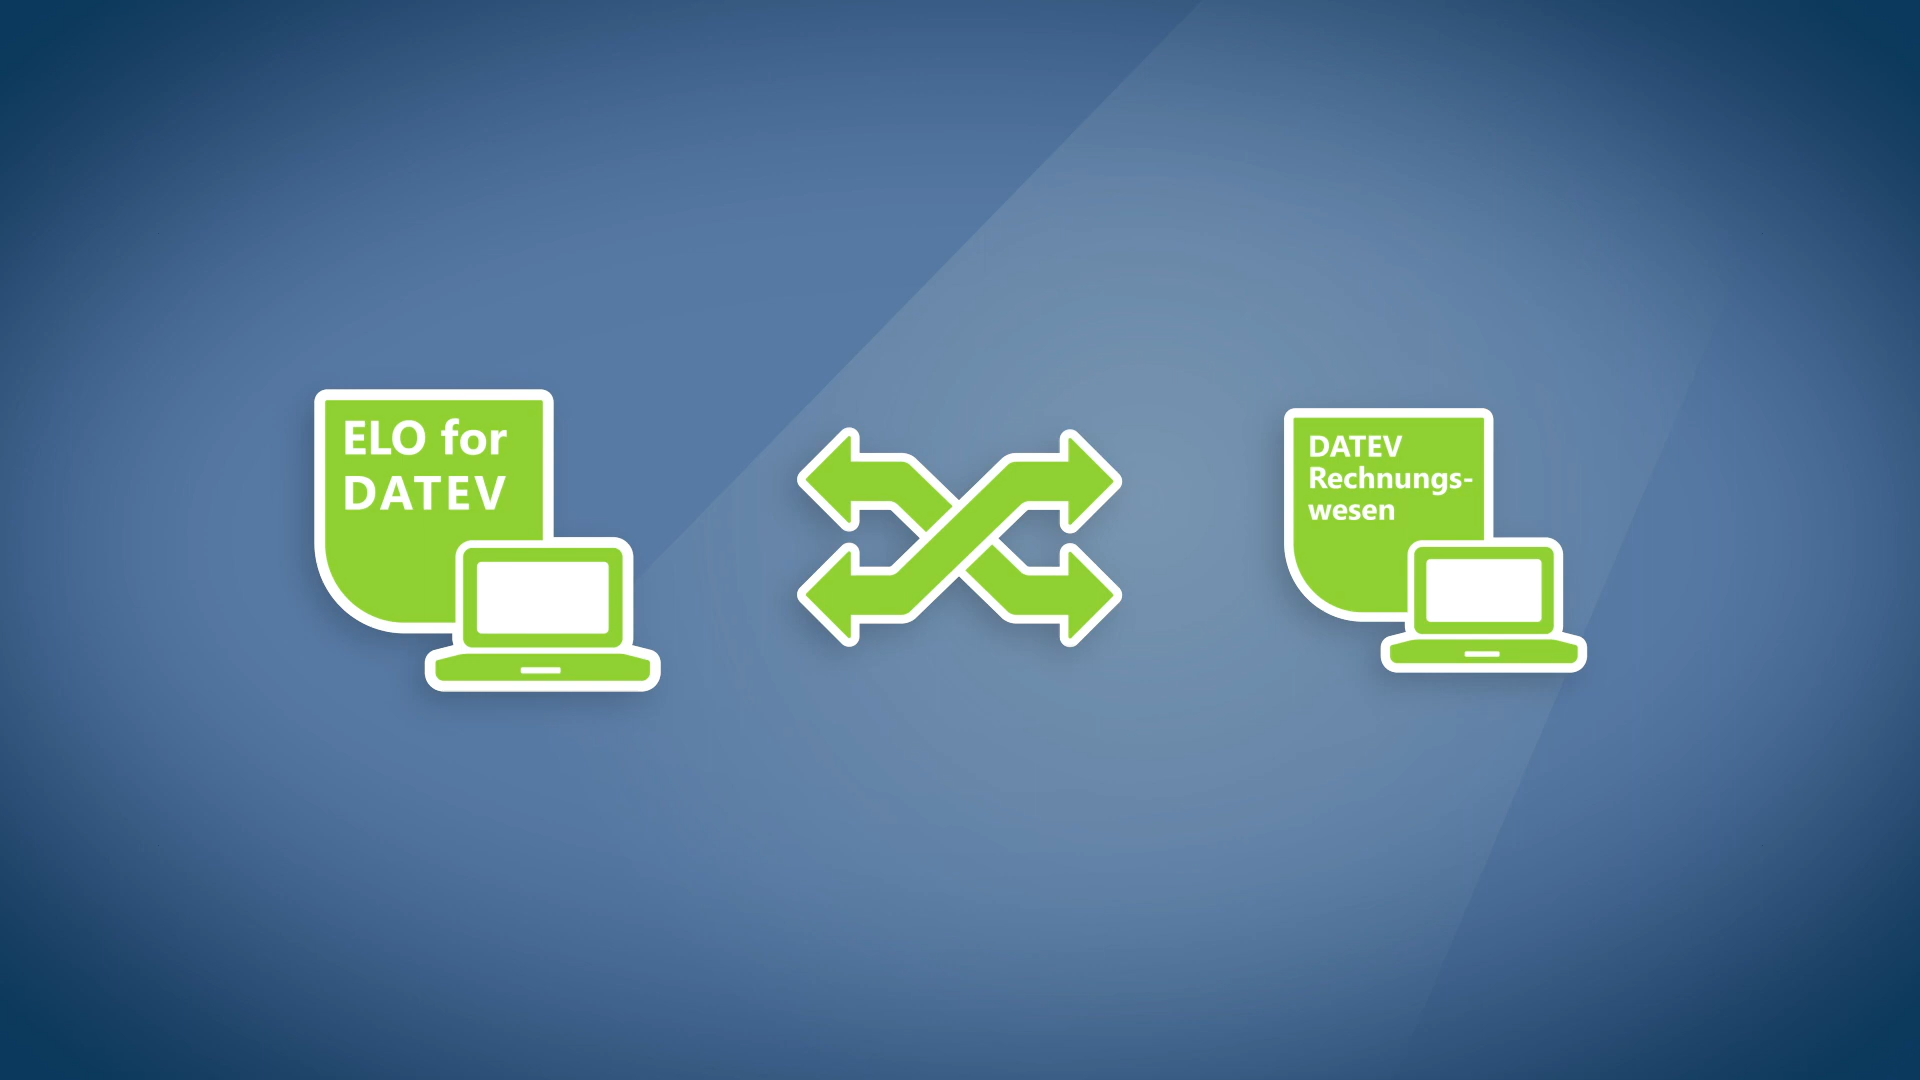 ELO for
DATEV
DATEV
Rechnungs-
wesen